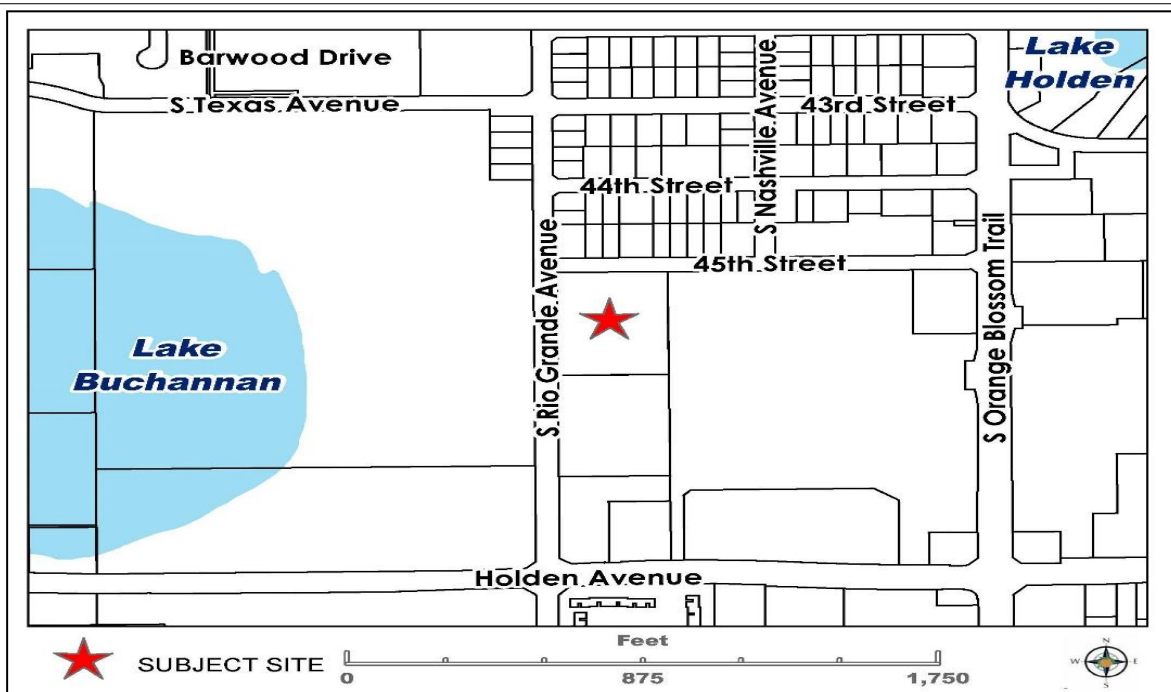 Barwood Drive
Lake
Holden
S Texas Avenue
43rd Street
S Nashville Avenue
44th Street
45th Street
S Rio Grande Avenue
S Orange Blossom Trail
Lake
Buchannan
Holden Avenue
Feet
SUBJECT SITE
0
875
1,750
N
W
E
S